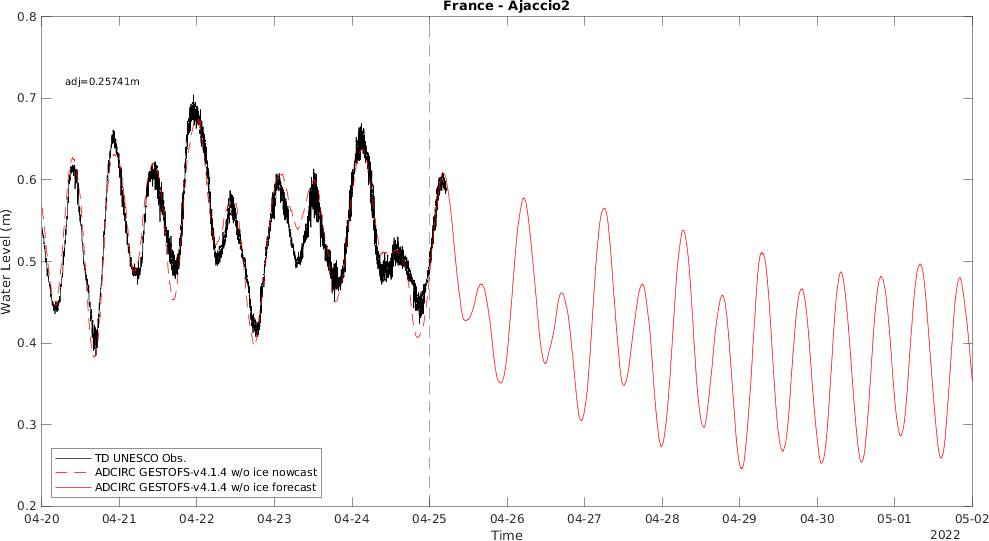 France - Ajaccio2
adj=0.25741m
Water Level (m)
0.8
0.7
0.6
0.5
0.4
0.3
0.2
TD UNESCO Obs.
ADCIRC GESTOFS-v4.1.4 w/o ice nowcast
ADCIRC GESTOFS-v4.1.4 w/o ice forecast
04-20 04-21 04-22 04-23 04-24 04-25 04-26 04-27 04-28 04-29 04-30 05-01 05-02
Time
2022